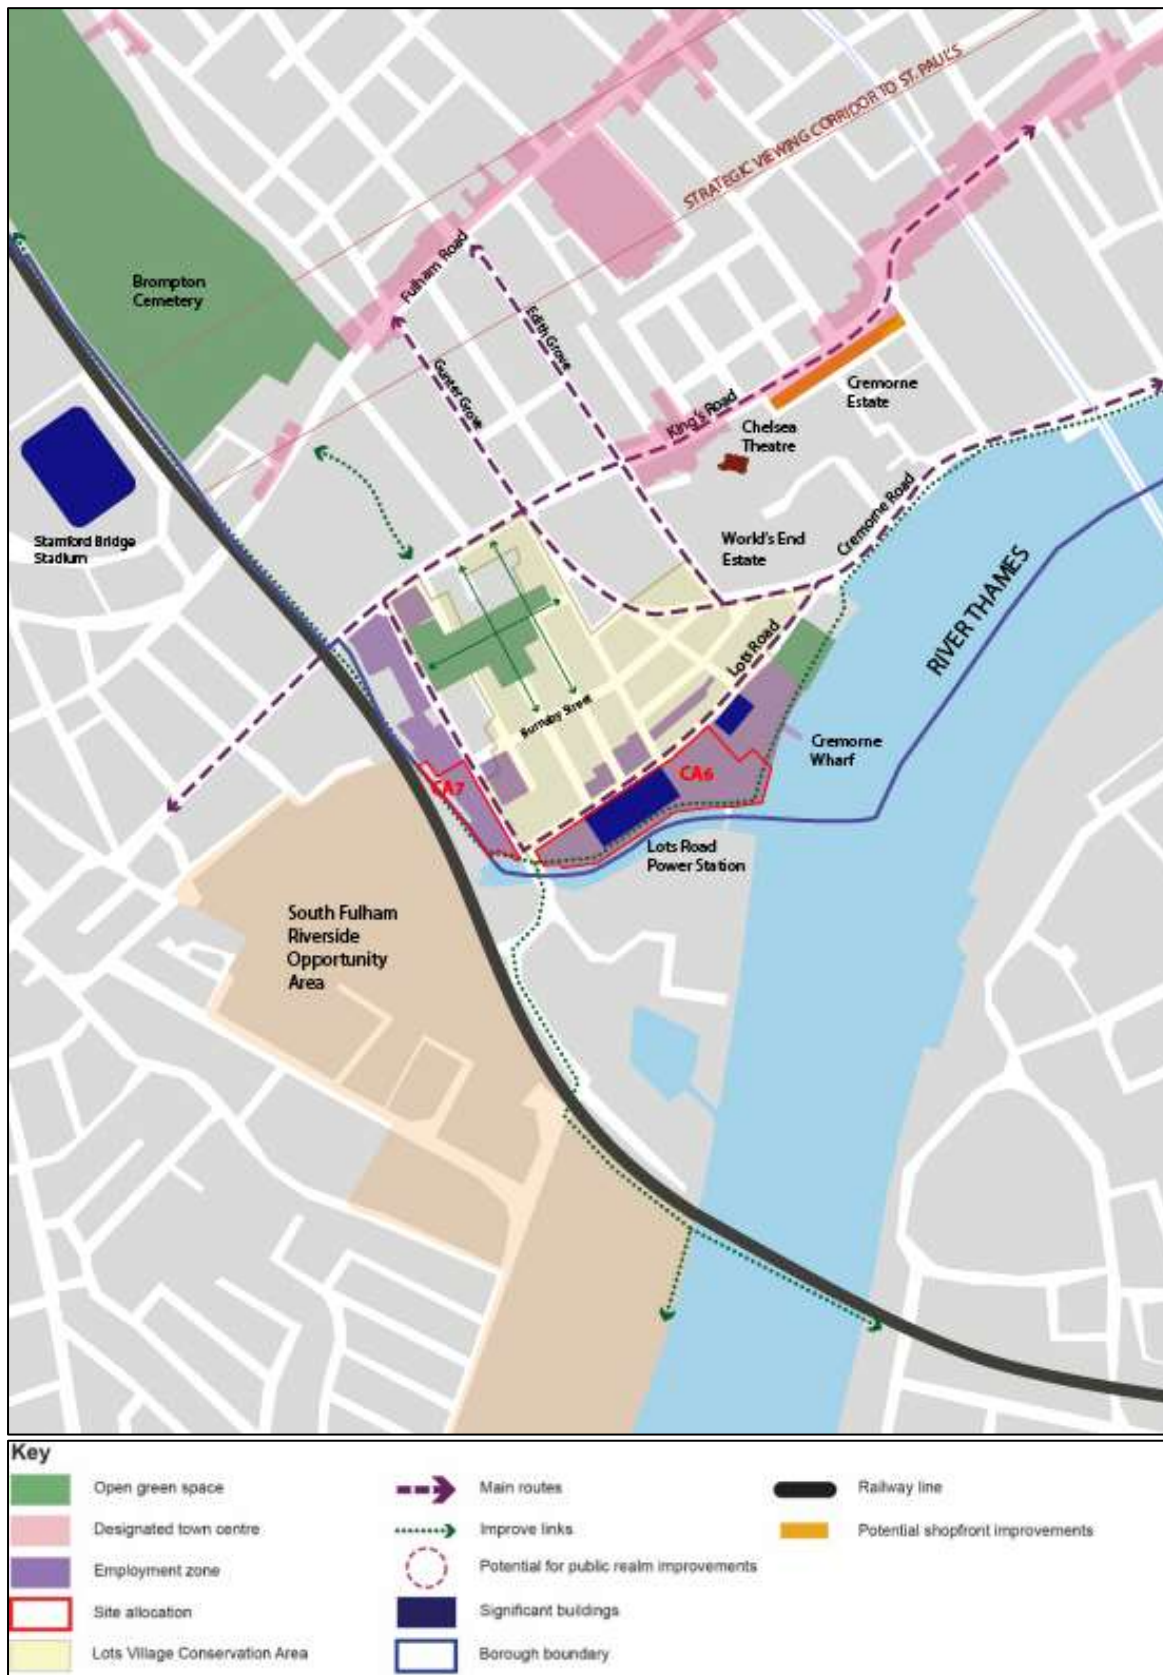 STRATEGIC VIEWING CORRIDOR TO ST. PAUL'S
Brompton
Cemetery
Fulham Road
Edith Grove
Gunter Grove
King's Road
Cremorne
Estate
Chelsea
Theatre
Stamford Bridge
Stadium
World's End
Estate
Cremorne Road
RIVER THAMES
Lots Road
Burnaby Street
Cremorne
Wharf
CA7
CA6
Lots Road
Power Station
South Fulham
Riverside
Opportunity
Area
Key
Open green space
Designated town centre
Employment zone
Site allocation
Lots Village Conservation Area
Main routes
Improve links
Potential for public realm improvements
Significant buildings
Borough boundary
Railway line
Potential shopfront improvements